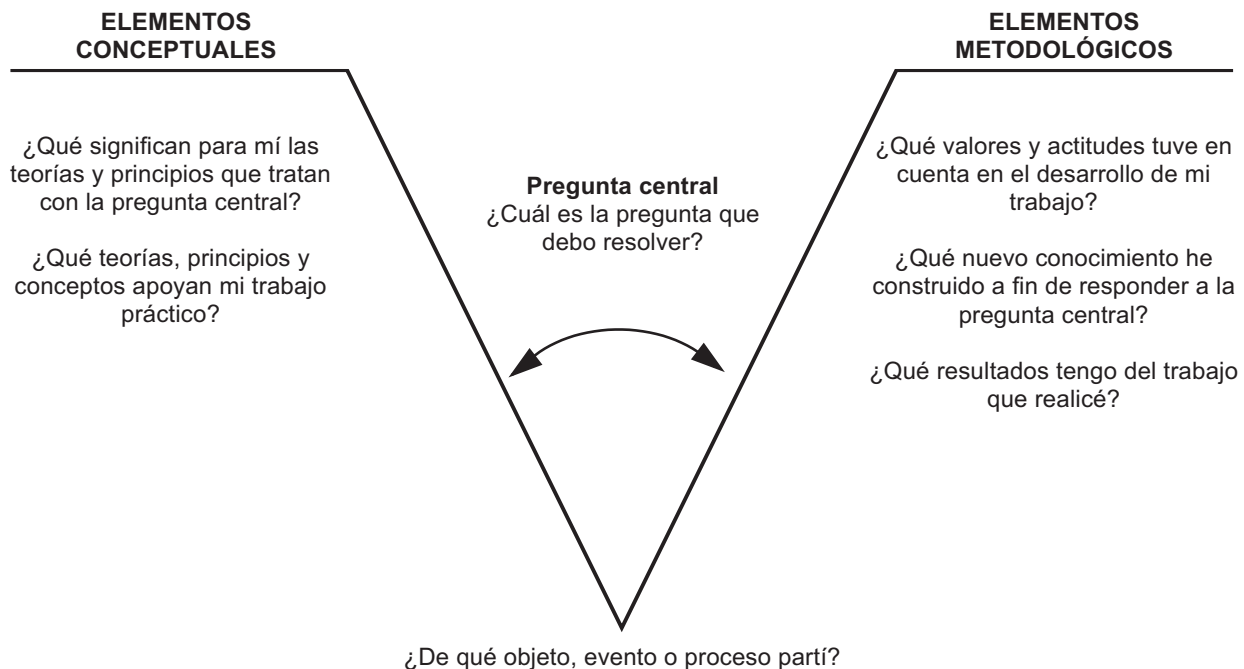 ELEMENTOS
CONCEPTUALES
¿Qué significan para mí las
teorías y principios que tratan
con la pregunta central?
¿Qué teorías, principios y
conceptos apoyan mi trabajo
práctico?
Pregunta central
¿Cuál es la pregunta que
debo resolver?
ELEMENTOS
METODOLÓGICOS
¿Qué valores y actitudes tuve en
cuenta en el desarrollo de mi
trabajo?
¿Qué nuevo conocimiento he
construido a fin de responder a la
pregunta central?
¿Qué resultados tengo del trabajo
que realicé?
¿De qué objeto, evento o proceso partí?